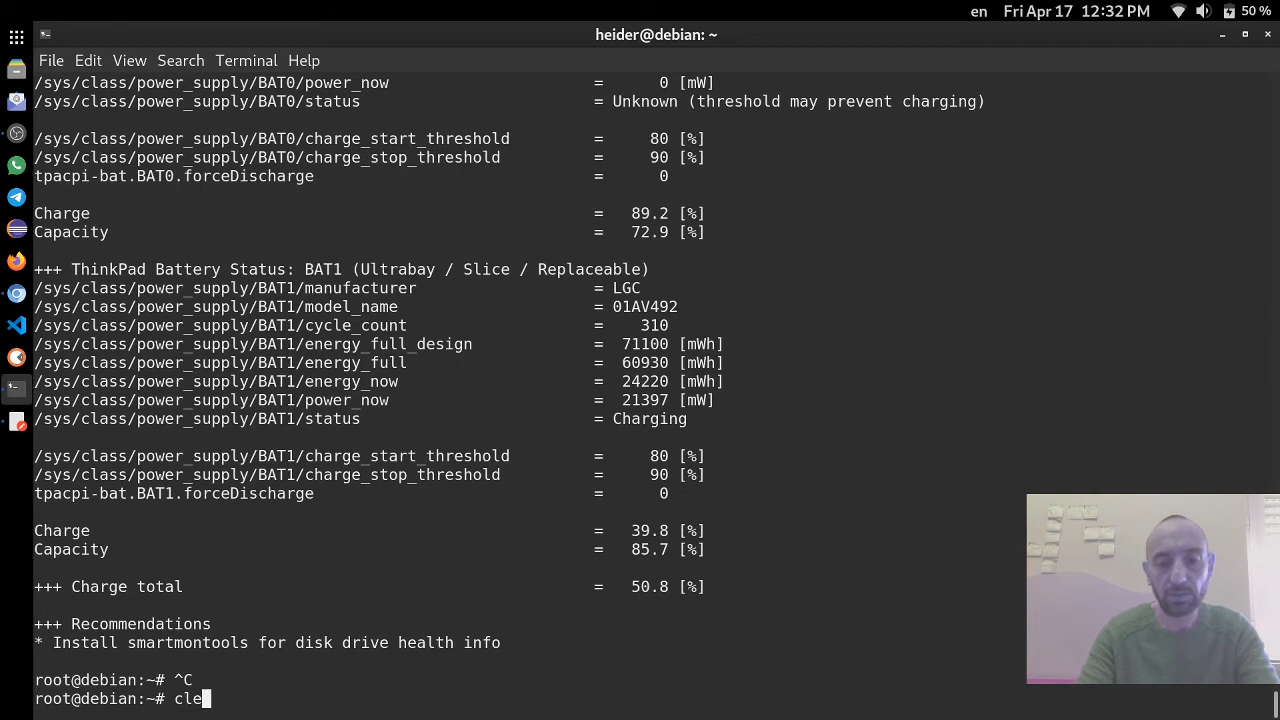 en Fri Apr 17 12:32 PM 50 %
heider@debian: ~
File Edit View Search Terminal Help
/sys/class/power_supply/BAT0/power_now = 0 [mW]
/sys/class/power_supply/BAT0/status = Unknown (threshold may prevent charging)
/sys/class/power_supply/BAT0/charge_start_threshold = 80 [%]
/sys/class/power_supply/BAT0/charge_stop_threshold = 90 [%]
tpacpi-bat.BAT0.forceDischarge = 0
Charge = 89.2 [%]
Capacity = 72.9 [%]
+++ ThinkPad Battery Status: BAT1 (Ultrabay / Slice / Replaceable)
/sys/class/power_supply/BAT1/manufacturer = LGC
/sys/class/power_supply/BAT1/model_name = 01AV492
/sys/class/power_supply/BAT1/cycle_count = 310
/sys/class/power_supply/BAT1/energy_full_design = 71100 [mWh]
/sys/class/power_supply/BAT1/energy_full = 60930 [mWh]
/sys/class/power_supply/BAT1/energy_now = 24220 [mWh]
/sys/class/power_supply/BAT1/power_now = 21397 [mW]
/sys/class/power_supply/BAT1/status = Charging
/sys/class/power_supply/BAT1/charge_start_threshold = 80 [%]
/sys/class/power_supply/BAT1/charge_stop_threshold = 90 [%]
tpacpi-bat.BAT1.forceDischarge = 0
Charge = 39.8 [%]
Capacity = 85.7 [%]
+++ Charge total = 50.8 [%]
+++ Recommendations
* Install smartmontools for disk drive health info
root@debian:~# ^C
root@debian:~# cle